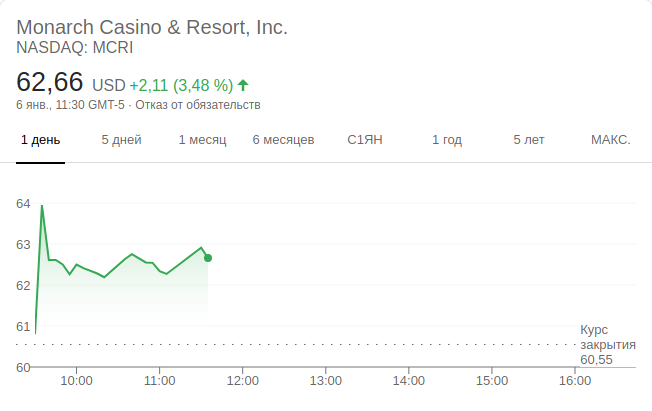 Monarch Casino & Resort, Inc.
NASDAQ: MCRI
62,66 USD +2,11 (3,48 %)
6 янв., 11:30 GMT-5 · Отказ от обязательств
1 день 5 дней 1 месяц 6 месяцев С1ЯН 1 год 5 лет МАКС.
64
63
62
61
60
Курс
закрытия
60,55
10:00 11:00 12:00 13:00 14:00 15:00 16:00